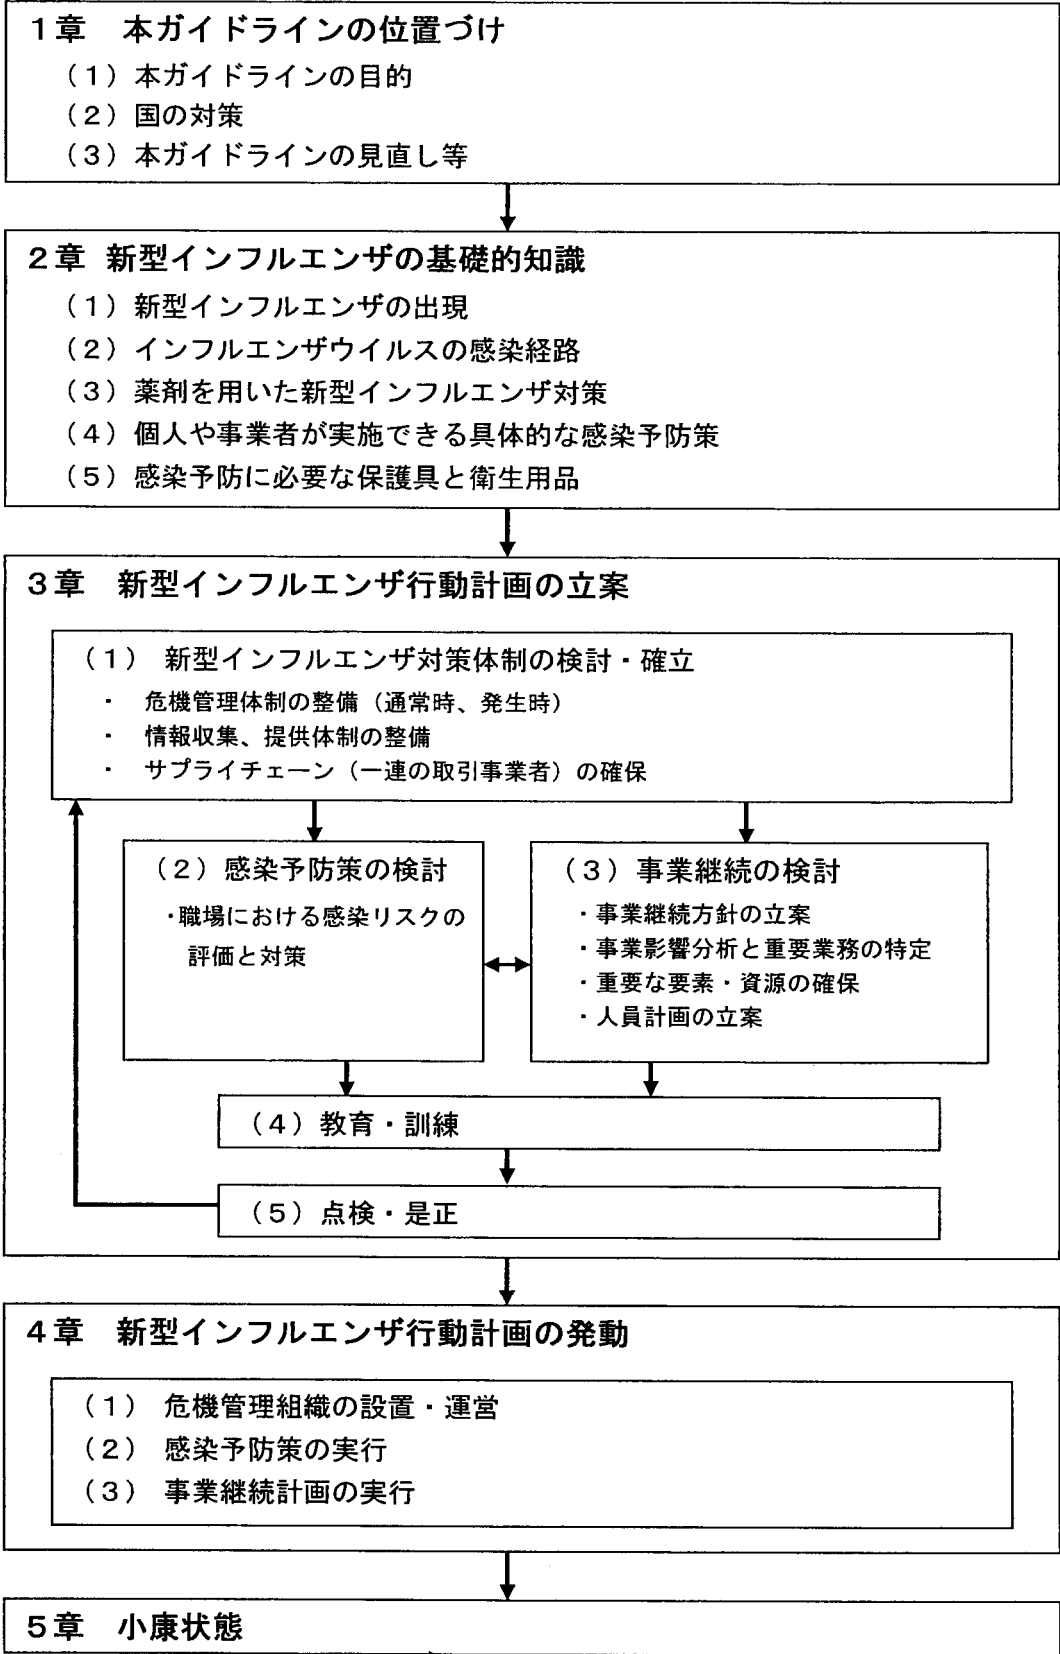 １章　本ガイドラインの位置づけ
（１）本ガイドラインの目的
（２）国の対策
（３）本ガイドラインの見直し等
２章 新型インフルエンザの基礎的知識
（１）新型インフルエンザの出現
（２）インフルエンザウイルスの感染経路
（３）薬剤を用いた新型インフルエンザ対策
（４）個人や事業者が実施できる具体的な感染予防策
（５）感染予防に必要な保護具と衛生用品
３章　新型インフルエンザ行動計画の立案
（１）　新型インフルエンザ対策体制の検討・確立
・　危機管理体制の整備（通常時、発生時）
・　情報収集、提供体制の整備
・　サプライチェーン（一連の取引事業者）の確保
（２）感染予防策の検討
・職場における感染リスクの
評価と対策
（３）事業継続の検討
・事業継続方針の立案
・事業影響分析と重要業務の特定
・重要な要素・資源の確保
・人員計画の立案
（４）教育・訓練
（５）点検・是正
４章　新型インフルエンザ行動計画の発動
（１）　危機管理組織の設置・運営
（２）　感染予防策の実行
（３）　事業継続計画の実行
５章　小康状態